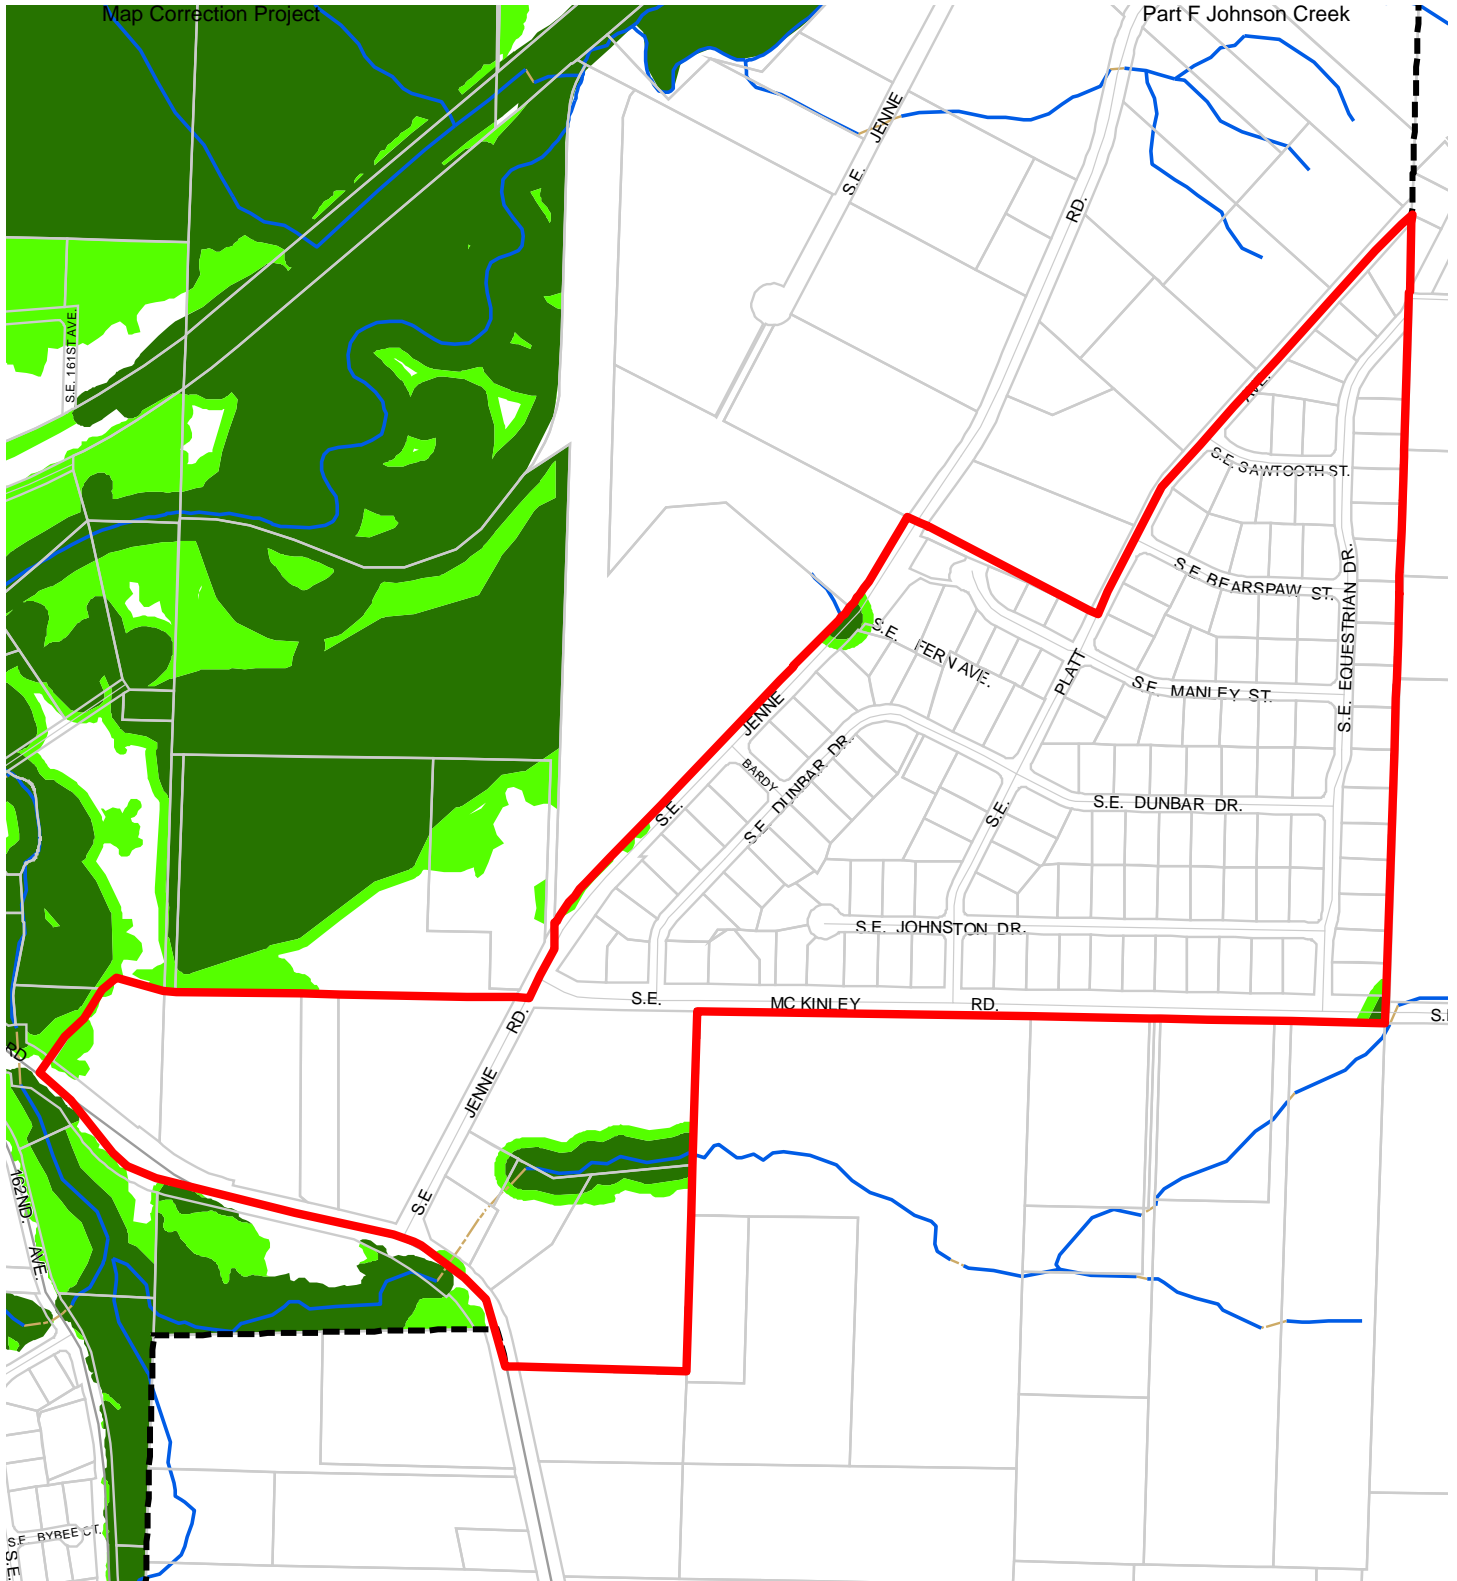 Map Correction Project
Part F Johnson Creek
S.E. JENNE
RD.
S.E. 161ST AVE.
AVE.
S.E. SAWTOOTH ST.
S.E. BEARSPAW ST.
S.E. EQUESTRIAN DR.
S.E. FERN AVE.
PLATT
S.E. MANLEY ST.
JENNE
BARDY
S.E. DUNBAR DR.
S.E. DUNBAR DR.
S.E.
S.E.
S.E. JOHNSTON DR.
S.E. MC KINLEY RD.
RD.
RD
JENNE
S.E
162ND. AVE.
S.E. BYBEE CT.
S.E.